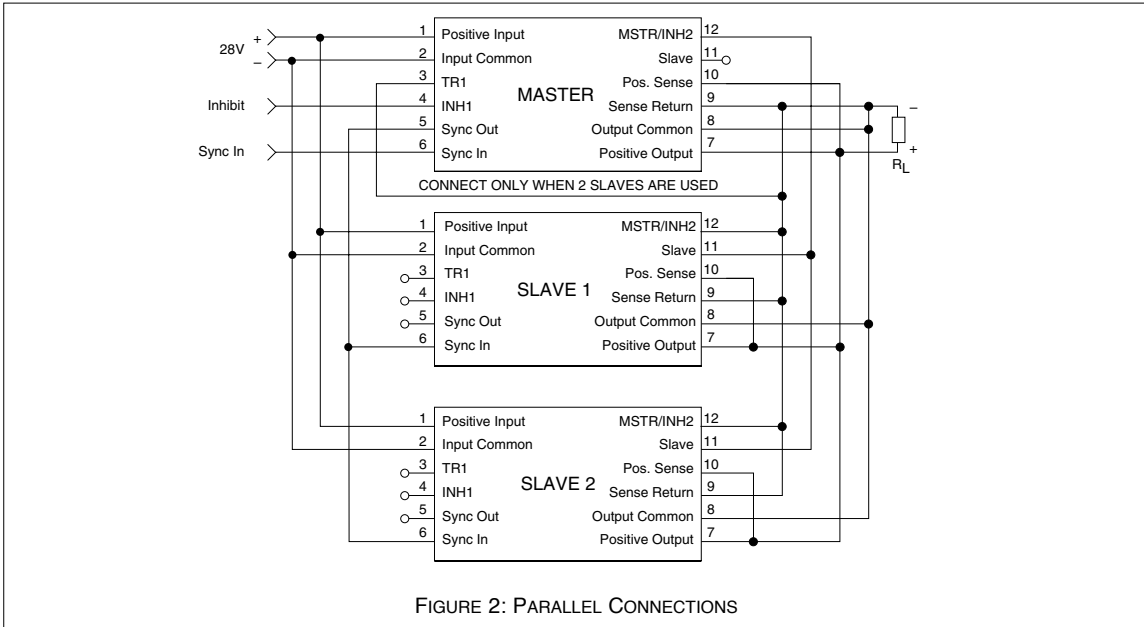 28V
+
–
Inhibit
Sync In
1 Positive Input MSTR/INH2 12
2 Input Common Slave 11
3 TR1 Pos. Sense 10
4 INH1 Sense Return 9
5 Sync Out Output Common 8
6 Sync In Positive Output 7
MASTER
–
+
RL
CONNECT ONLY WHEN 2 SLAVES ARE USED
1 Positive Input MSTR/INH2 12
2 Input Common Slave 11
3 TR1 Pos. Sense 10
4 INH1 Sense Return 9
5 Sync Out Output Common 8
6 Sync In Positive Output 7
SLAVE 1
1 Positive Input MSTR/INH2 12
2 Input Common Slave 11
3 TR1 Pos. Sense 10
4 INH1 Sense Return 9
5 Sync Out Output Common 8
6 Sync In Positive Output 7
SLAVE 2
FIGURE 2: PARALLEL CONNECTIONS